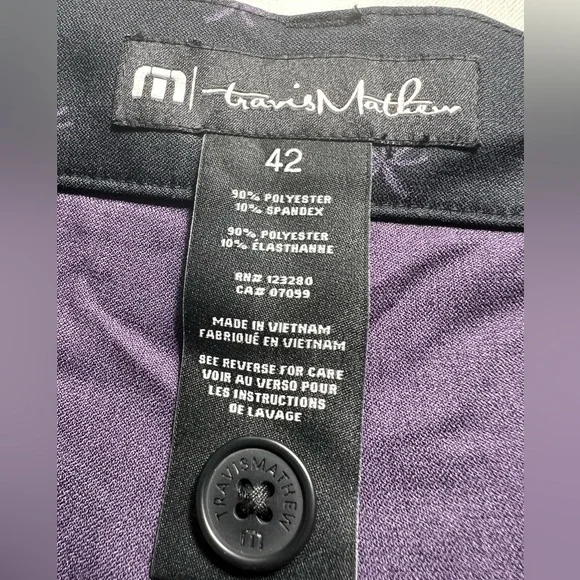 m travisMathew
42
90% POLYESTER
10% SPANDEX
90% POLYESTER
10% ÉLASTHANNE
RN# 123280
CA# 07059
MADE IN VIETNAM
FABRIQUÉ EN VIETNAM
SEE REVERSE FOR CARE
VOIR AU VERSO POUR
LES INSTRUCTIONS
DE LAVAGE
TRAVISMATHEW
m